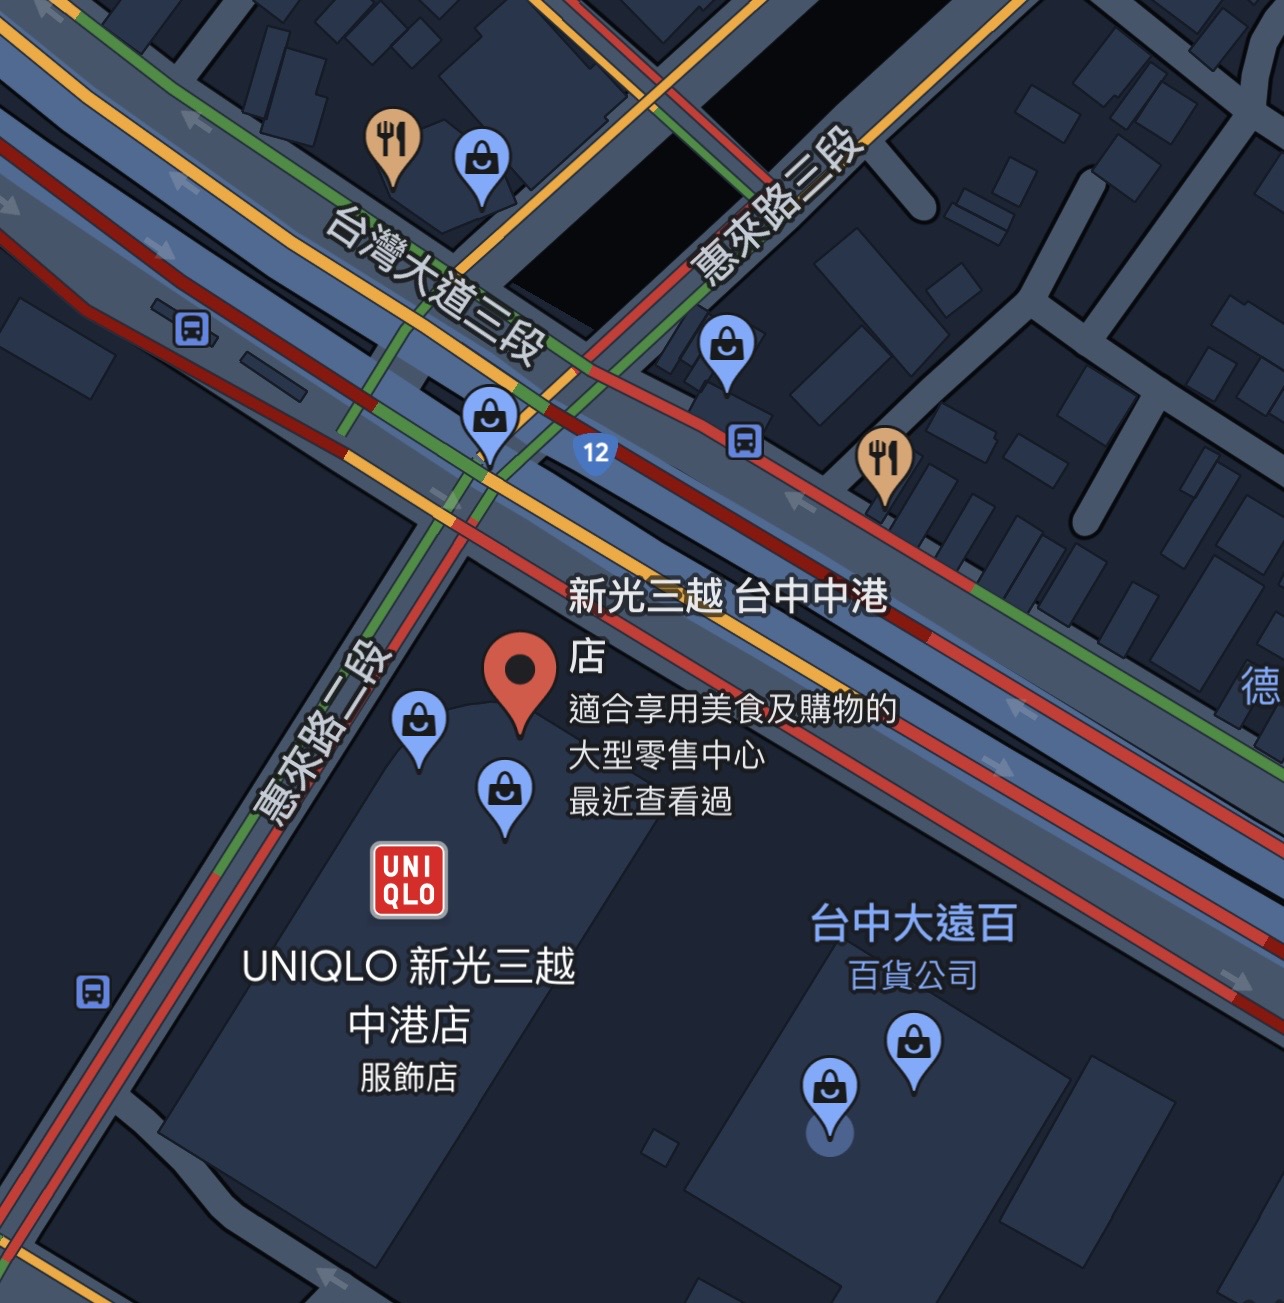 台灣大道三段
惠來路三段
12
新光三越 台中中港
店
適合享用美食及購物的
大型零售中心
最近查看過
惠來路二段
德
UNI
QLO
UNIQLO 新光三越
中港店
服飾店
台中大遠百
百貨公司